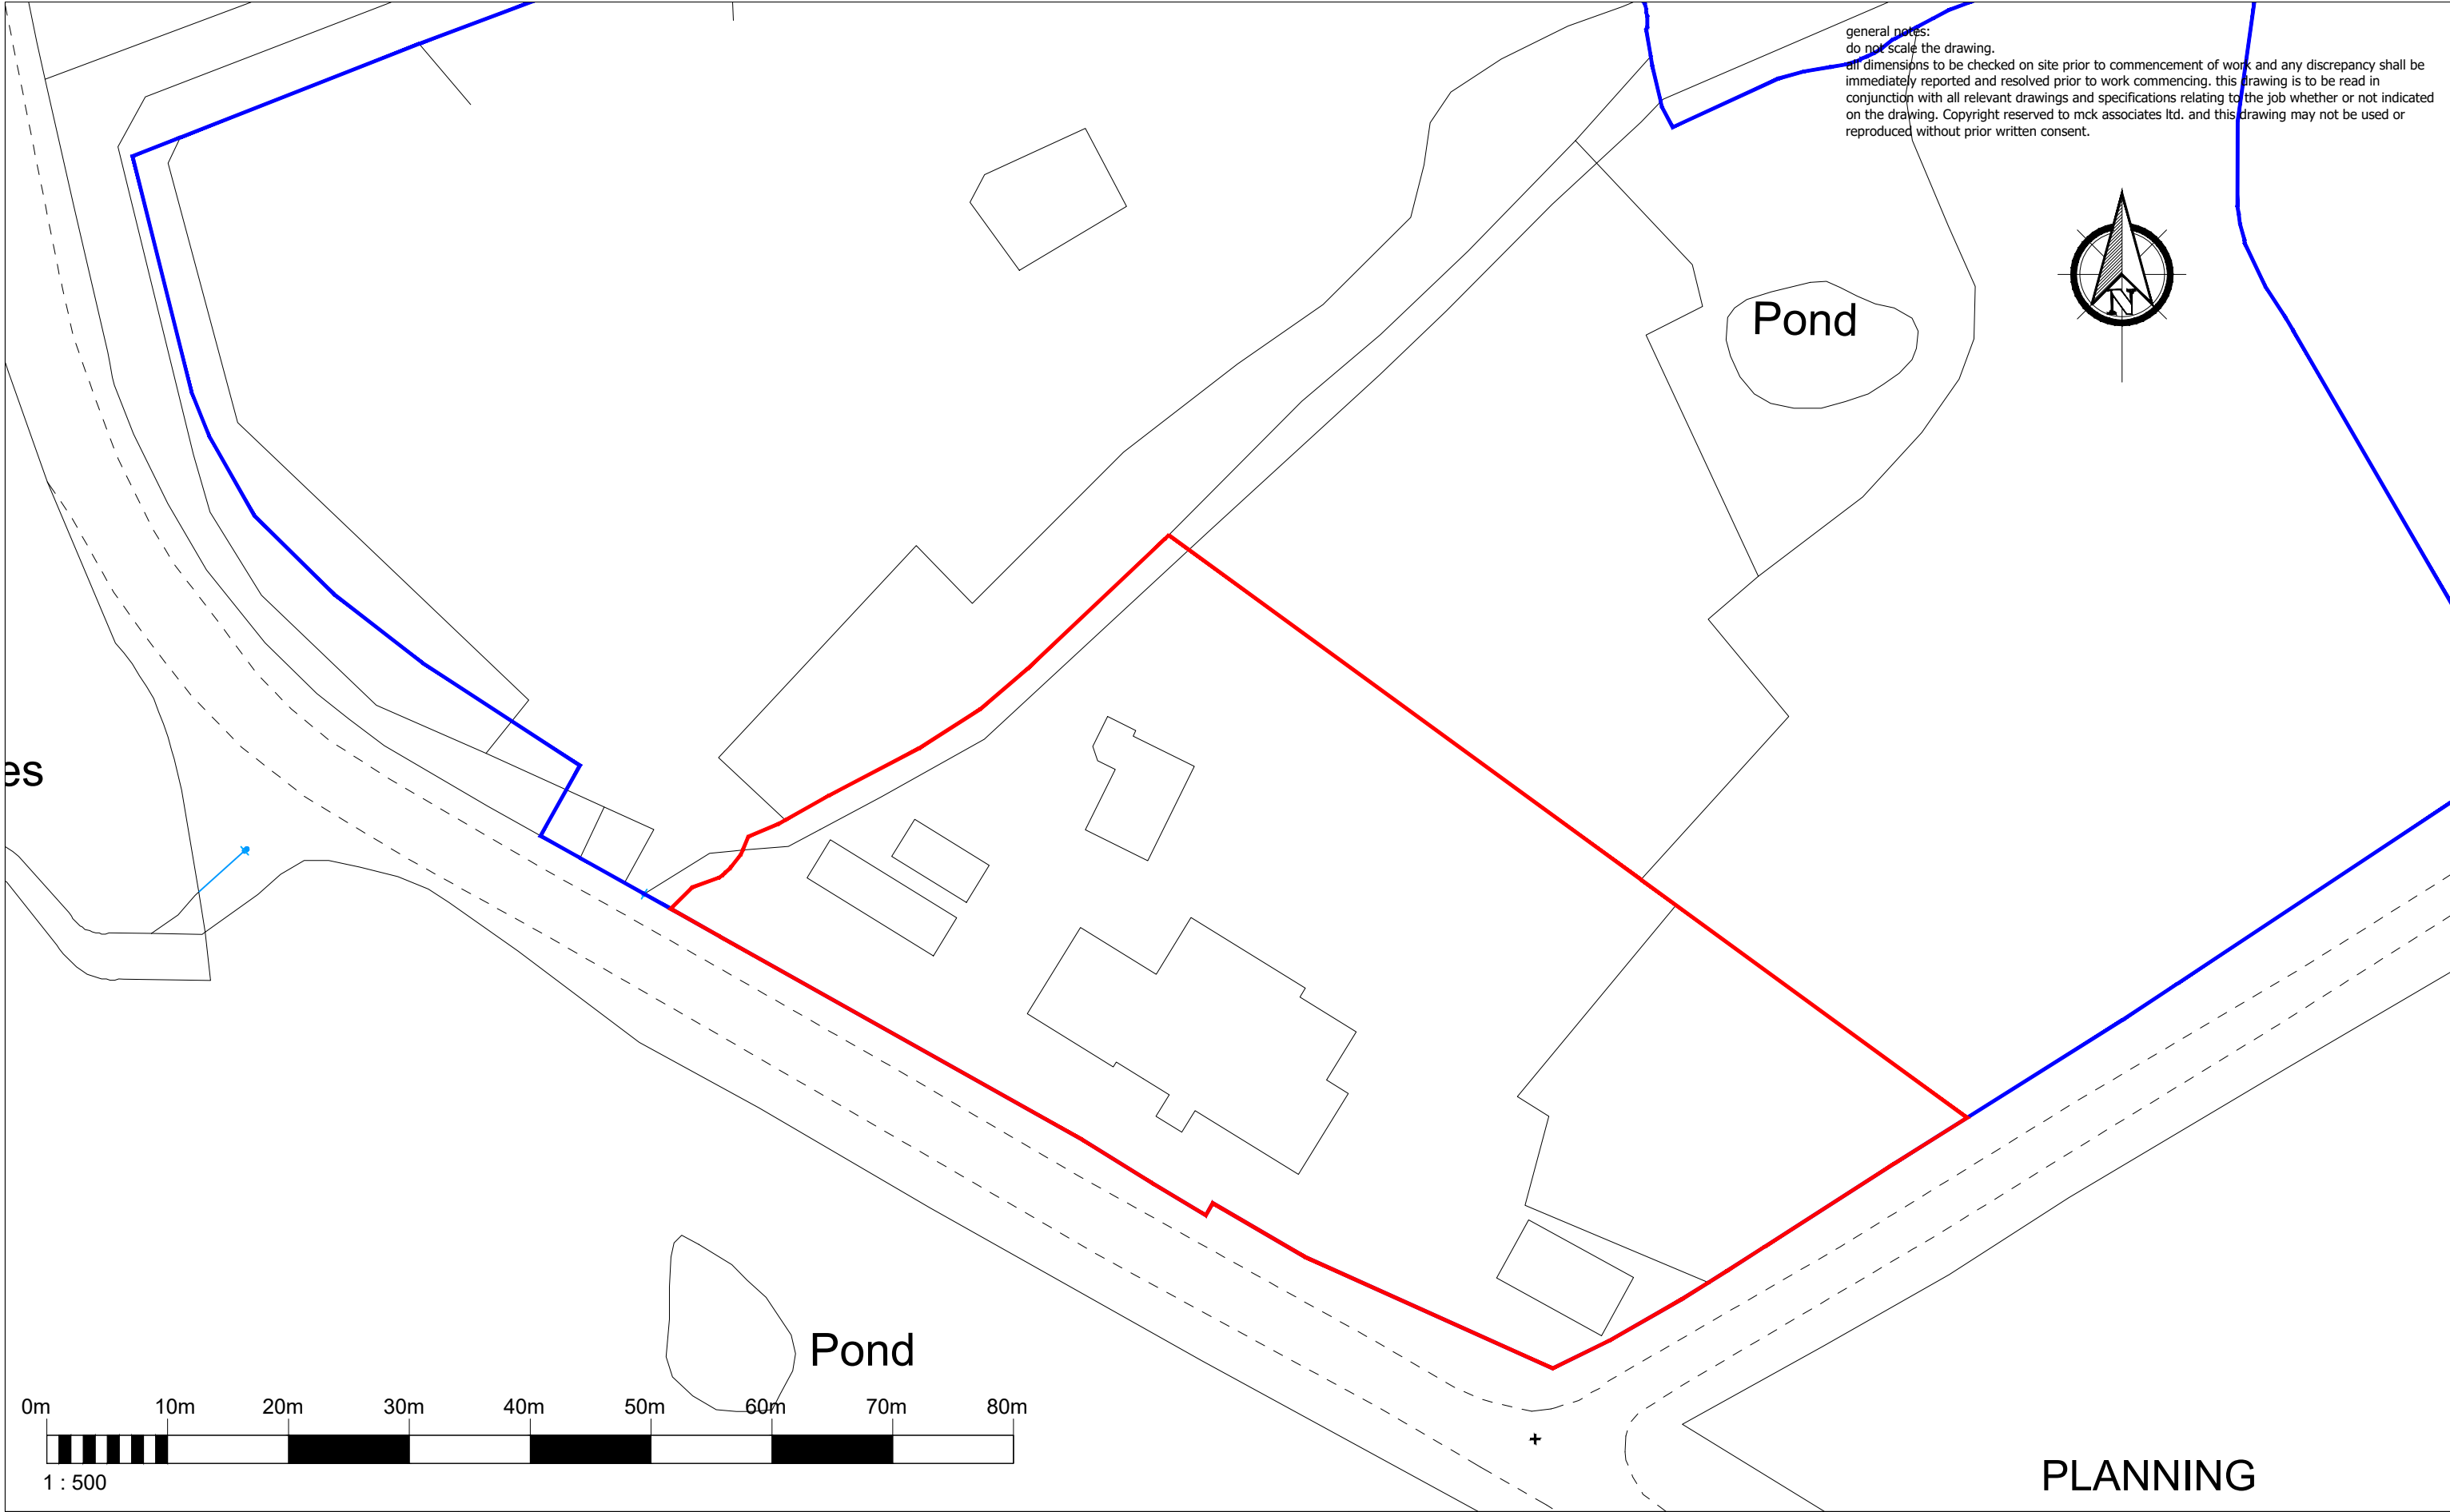 general notes:
do not scale the drawing.
all dimensions to be checked on site prior to commencement of work and any discrepancy shall be
immediately reported and resolved prior to work commencing. this drawing is to be read in
conjunction with all relevant drawings and specifications relating to the job whether or not indicated
on the drawing. Copyright reserved to mck associates ltd. and this drawing may not be used or
reproduced without prior written consent.
N
Pond
es
Pond
0m 10m 20m 30m 40m 50m 60m 70m 80m
1 : 500
PLANNING